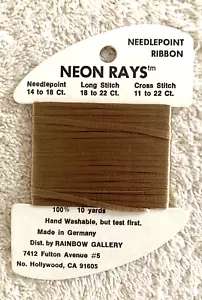 NEEDLEPOINT
RIBBON
NEON RAYS™
Needlepoint Long Stitch Cross Stitch
14 to 18 Ct. 18 to 22 Ct. 11 to 22 Ct.
100% 10 yards
Hand Washable, but test first.
Made in Germany
Dist. by RAINBOW GALLERY
7412 Fulton Avenue #5
No. Hollywood, CA 91605